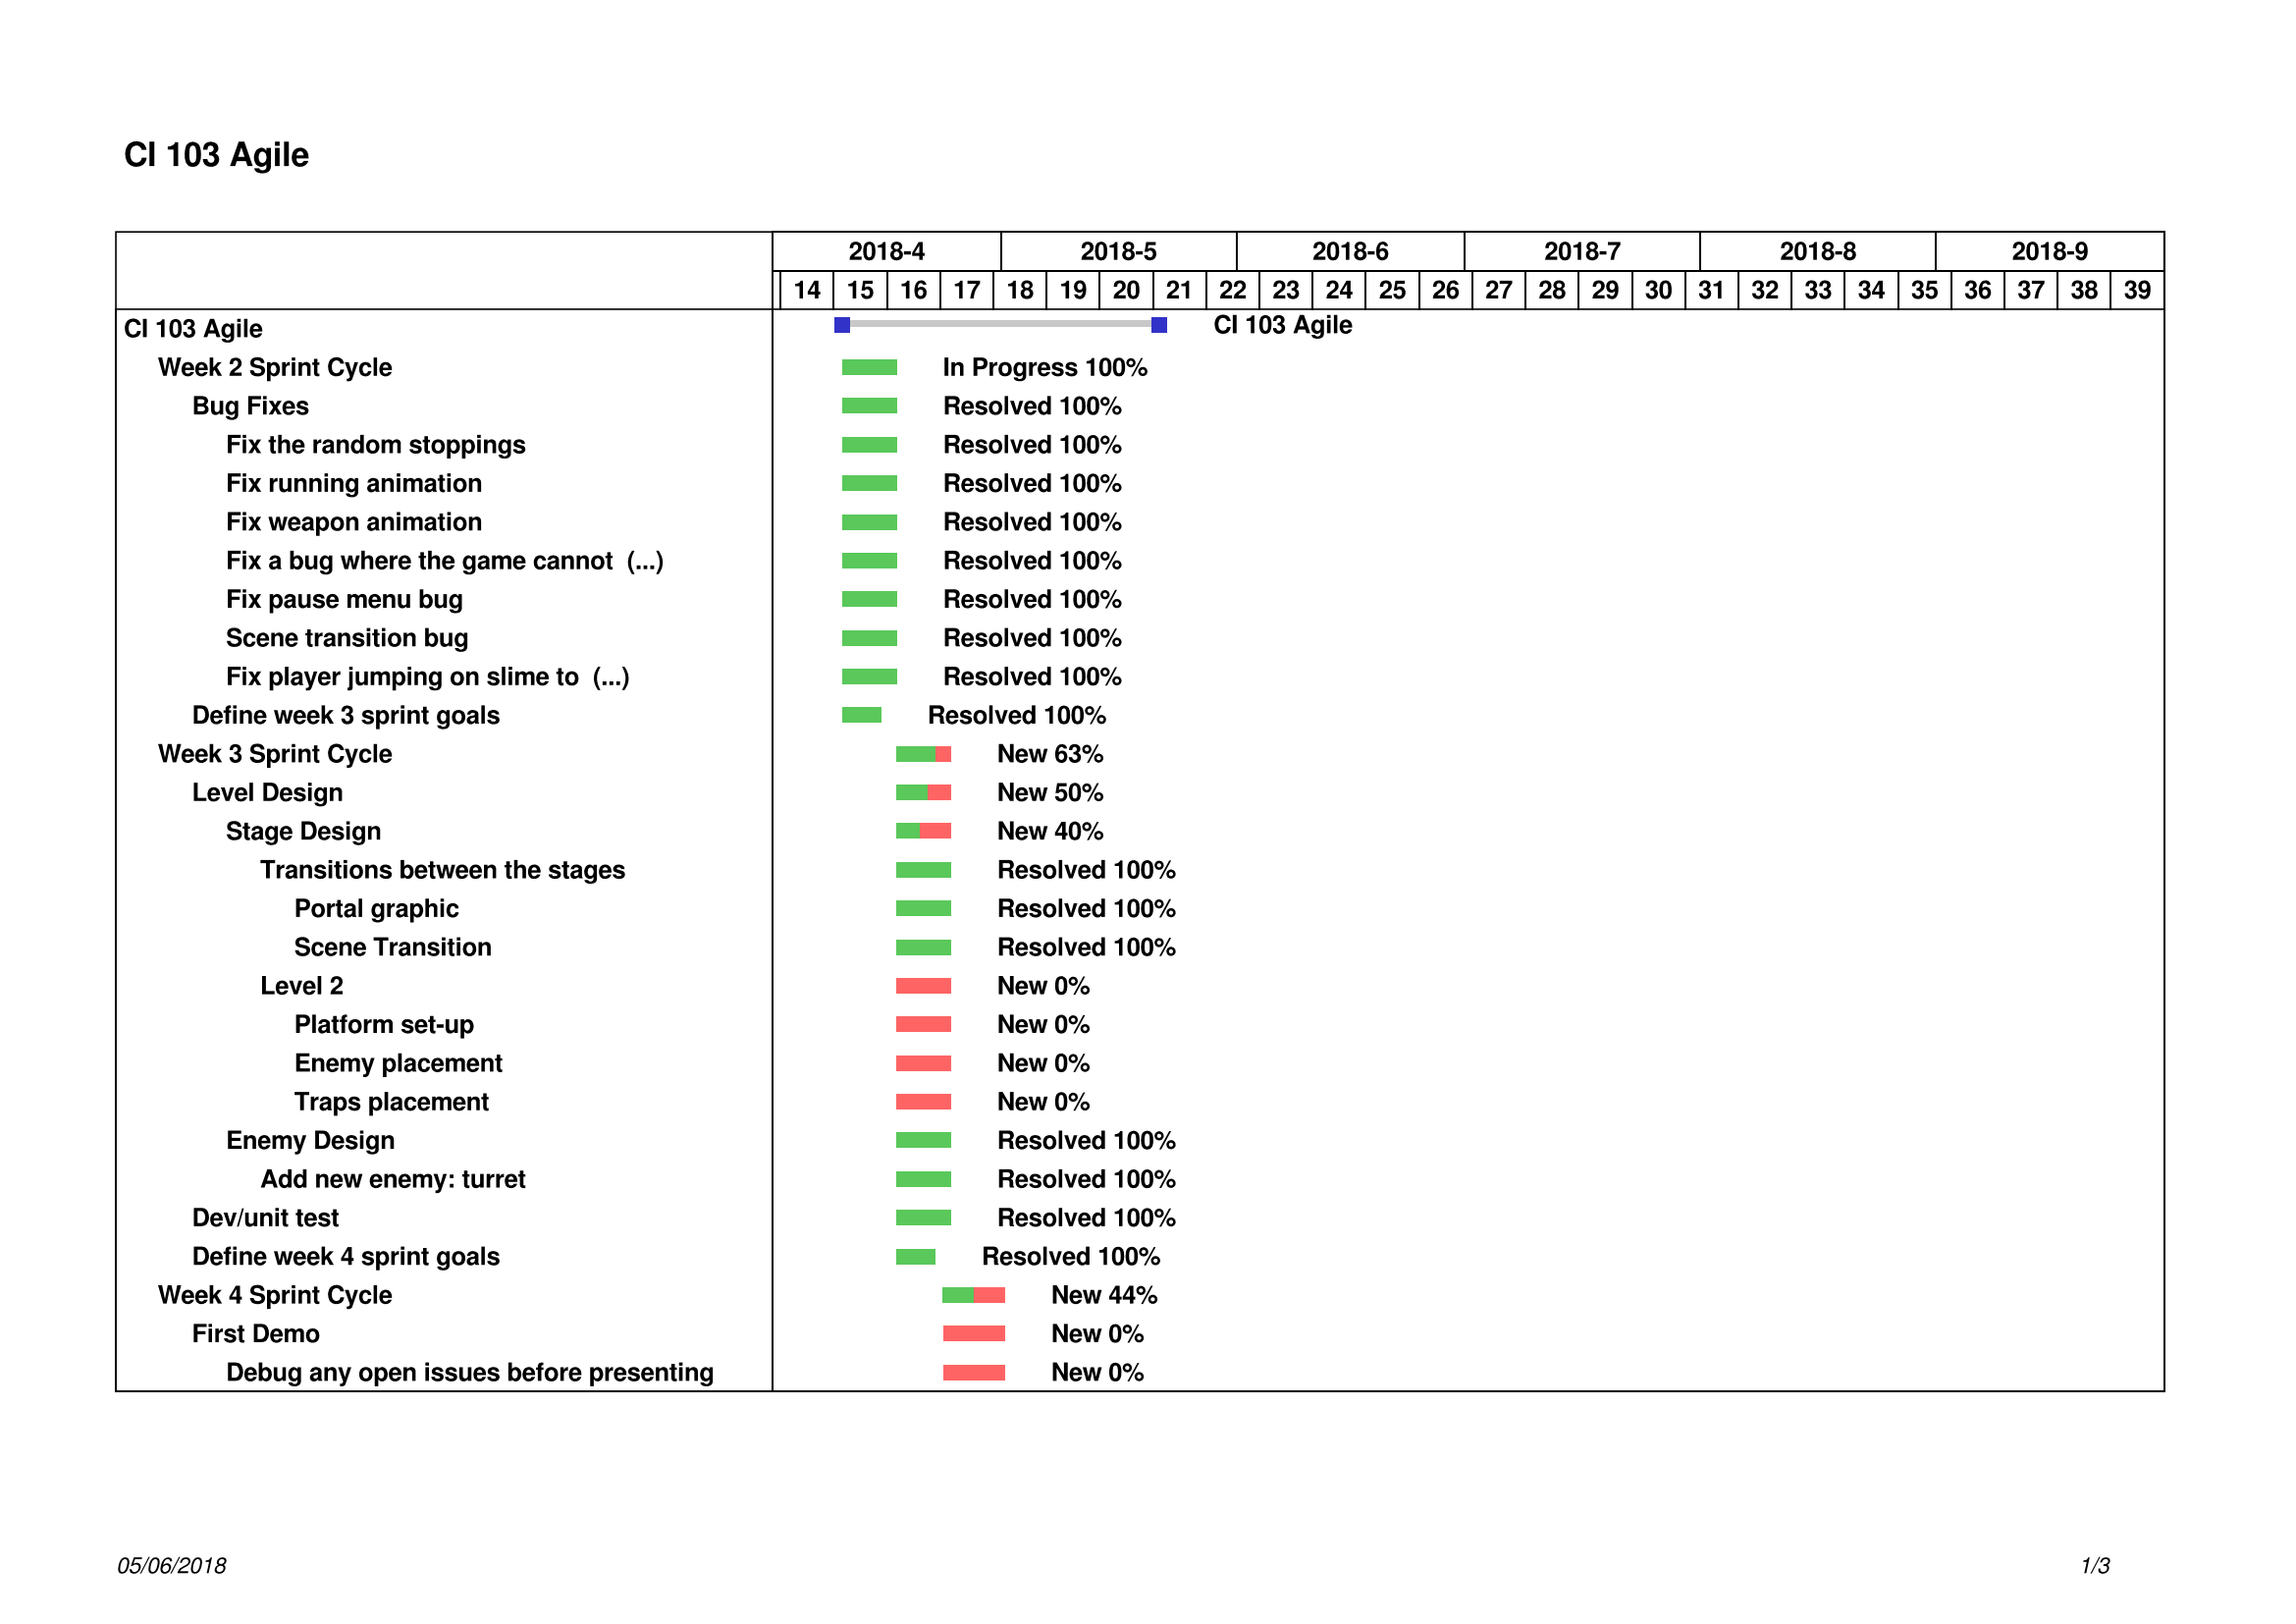 CI 103 Agile
2018-4 2018-5 2018-6 2018-7 2018-8 2018-9
14 15 16 17 18 19 20 21 22 23 24 25 26 27 28 29 30 31 32 33 34 35 36 37 38 39
CI 103 Agile CI 103 Agile
Week 2 Sprint Cycle In Progress 100%
Bug Fixes Resolved 100%
Fix the random stoppings Resolved 100%
Fix running animation Resolved 100%
Fix weapon animation Resolved 100%
Fix a bug where the game cannot (...) Resolved 100%
Fix pause menu bug Resolved 100%
Scene transition bug Resolved 100%
Fix player jumping on slime to (...) Resolved 100%
Define week 3 sprint goals Resolved 100%
Week 3 Sprint Cycle New 63%
Level Design New 50%
Stage Design New 40%
Transitions between the stages Resolved 100%
Portal graphic Resolved 100%
Scene Transition Resolved 100%
Level 2 New 0%
Platform set-up New 0%
Enemy placement New 0%
Traps placement New 0%
Enemy Design Resolved 100%
Add new enemy: turret Resolved 100%
Dev/unit test Resolved 100%
Define week 4 sprint goals Resolved 100%
Week 4 Sprint Cycle New 44%
First Demo New 0%
Debug any open issues before presenting New 0%
05/06/2018 1/3